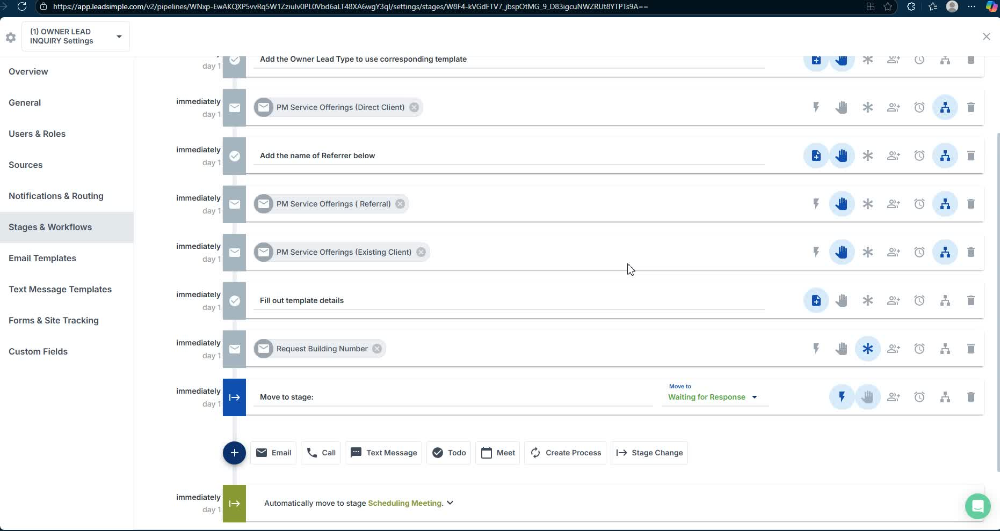 https://app.leadsimple.com/v2/pipelines/WNxp-EwAKQXP5vvRq5W1Zziulv0PL0Vbd6aLT48XA6wgY3qI/settings/stages/W8F4-kVGdFTV7_jbspOtMG_9_D83igcuNWZRUt8YTPTs9A==
(1) OWNER LEAD
INQUIRY Settings
Overview
General
Users & Roles
Sources
Notifications & Routing
Stages & Workflows
Email Templates
Text Message Templates
Forms & Site Tracking
Custom Fields
day 1
Add the Owner Lead Type to use corresponding template
immediately
day 1
PM Service Offerings (Direct Client)
immediately
day 1
Add the name of Referrer below
immediately
day 1
PM Service Offerings ( Referral)
immediately
day 1
PM Service Offerings (Existing Client)
immediately
day 1
Fill out template details
immediately
day 1
Request Building Number
immediately
day 1
Move to stage:
Move to
Waiting for Response
Email
Call
Text Message
Todo
Meet
Create Process
Stage Change
immediately
day 1
Automatically move to stage Scheduling Meeting.